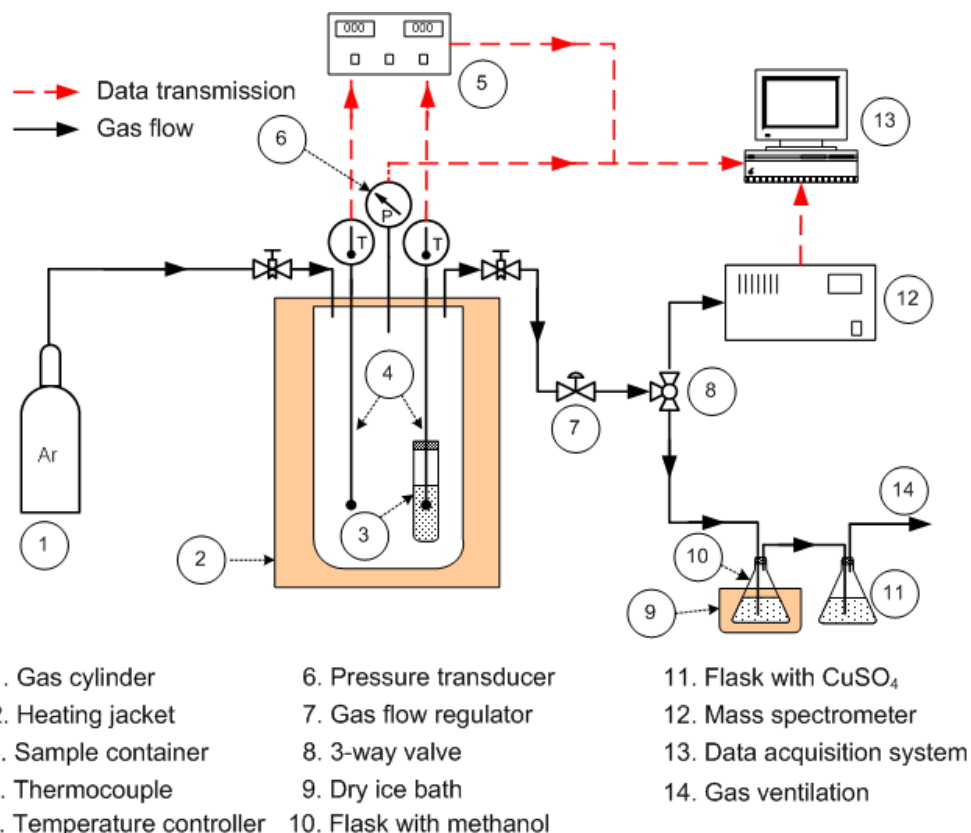 000 000
5
Data transmission
Gas flow
6
13
P
T T
12
4
8
7
Ar
3
14
1
2
10
11
9
. Gas cylinder
2. Heating jacket
. Sample container
. Thermocouple
. Temperature controller
6. Pressure transducer
7. Gas flow regulator
8. 3-way valve
9. Dry ice bath
10. Flask with methanol
11. Flask with CuSO₄
12. Mass spectrometer
13. Data acquisition system
14. Gas ventilation